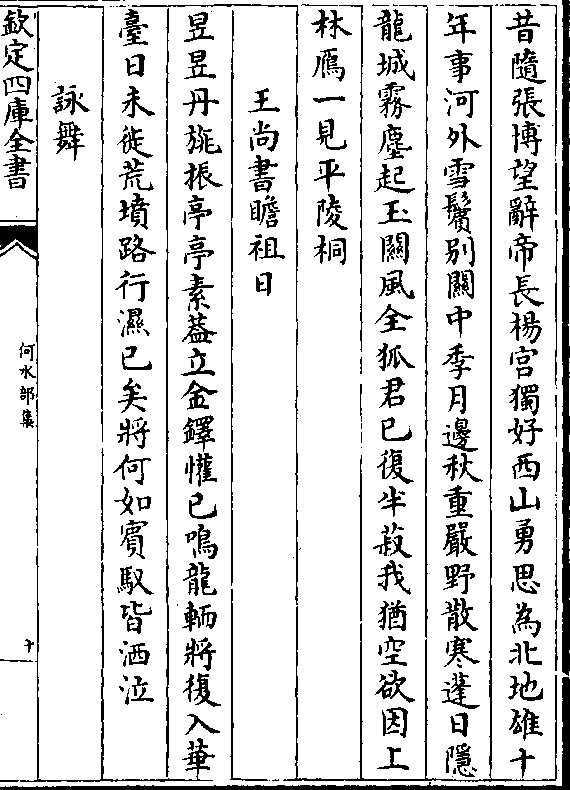 昔隨張博望辭帝長楊宮獨好西山勇思為北地雄十
年事河外雪鬢别關中季月邊秋重嚴野散寒蓬日隱
龍城霧塵起玉關風全狐君已復半菽我猶空欲因上
林鴈一見平陵桐
王尚書瞻祖日
昱昱丹旐振亭亭素葢立金鐸懽已鳴龍輀將復入華
臺日未徙荒墳路行濕已矣將何如賓馭皆洒泣
詠舞
欽定四庫全書
何水部集
十